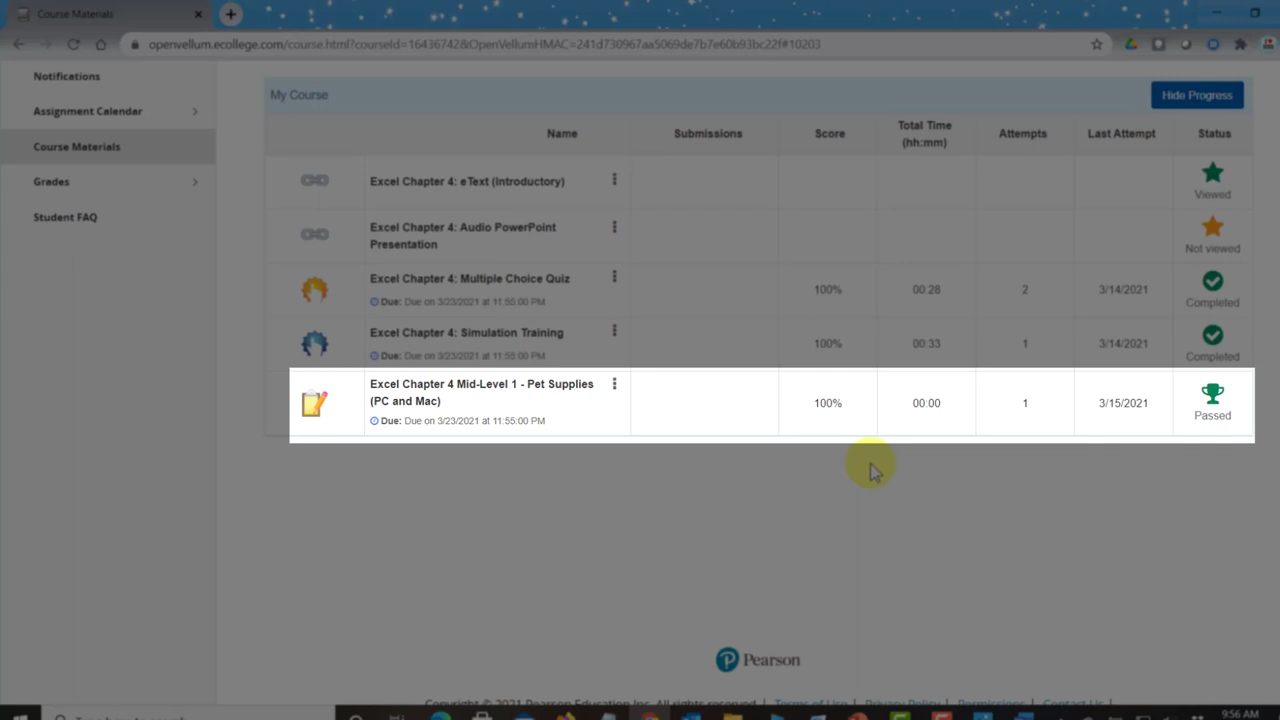 Course Materials
openvellum.ecollege.com/course.html?courseId=16436742&OpenVellumHMAC=241d730967aa5069de7b7e60b93bc22f#10203
Notifications
Assignment Calendar
Course Materials
Grades
Student FAQ
My Course
Hide Progress
Name Submissions Score Total Time (hh:mm) Attempts Last Attempt Status
Excel Chapter 4: eText (Introductory)
Viewed
Excel Chapter 4: Audio PowerPoint
Presentation
Not viewed
Excel Chapter 4: Multiple Choice Quiz
Due: Due on 3/23/2021 at 11:55:00 PM
100% 00:28 2 3/14/2021
Completed
Excel Chapter 4: Simulation Training
Due: Due on 3/23/2021 at 11:55:00 PM
100% 00:33 1 3/14/2021
Completed
Excel Chapter 4 Mid-Level 1 - Pet Supplies
(PC and Mac)
Due: Due on 3/23/2021 at 11:55:00 PM
100% 00:00 1 3/15/2021
Passed
Pearson
Copyright © 2021 Pearson Education Inc. All rights reserved. | Terms of Use | Privacy Policy | Permissions | Contact Us |
9:56 AM